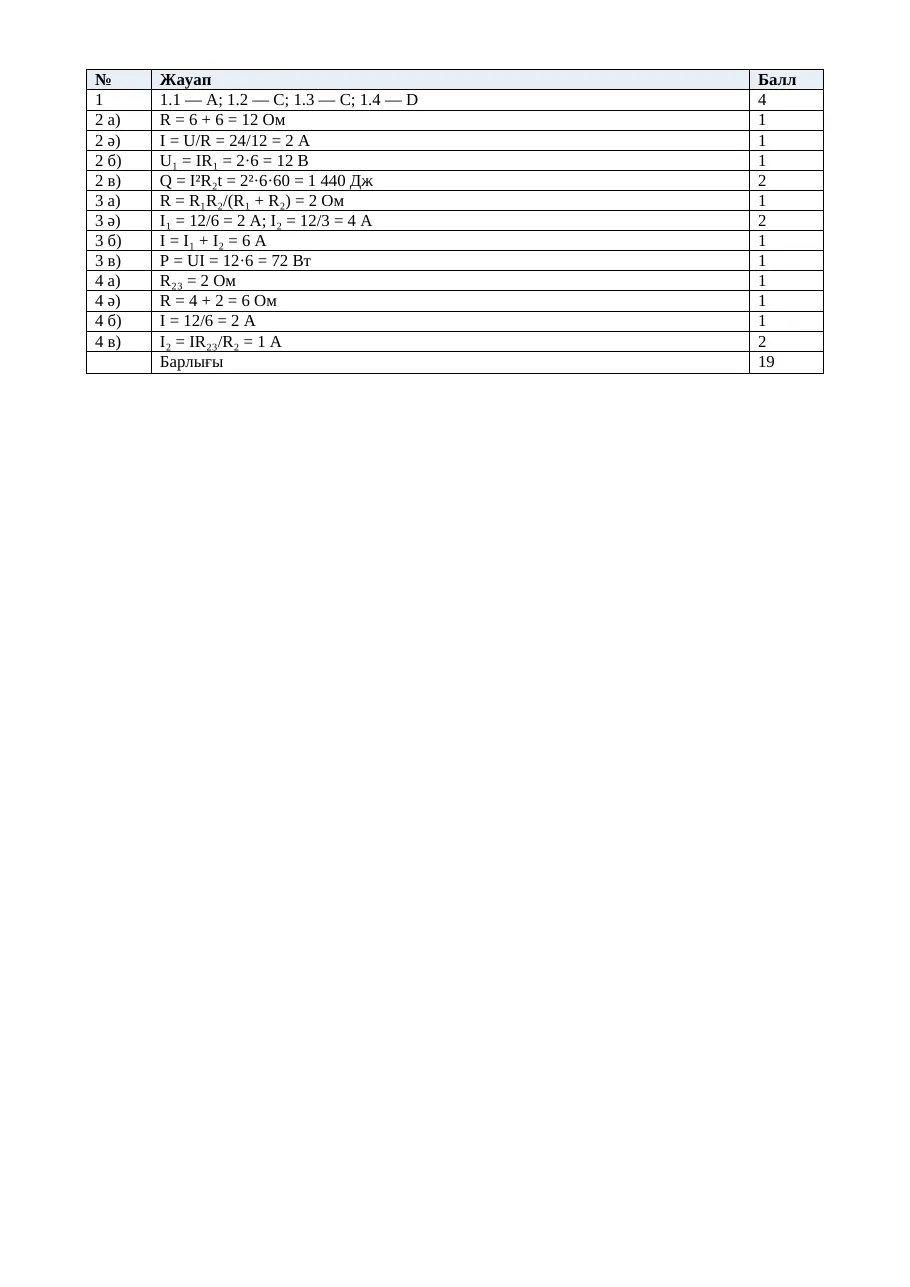 № Жауап Балл
1 1.1 — A; 1.2 — C; 1.3 — C; 1.4 — D 4
2 а) R = 6 + 6 = 12 Ом 1
2 ә) I = U/R = 24/12 = 2 А 1
2 б) U₁ = IR₁ = 2·6 = 12 В 1
2 в) Q = I²R₂t = 2²·6·60 = 1 440 Дж 2
3 а) R = R₁R₂/(R₁ + R₂) = 2 Ом 1
3 ә) I₁ = 12/6 = 2 А; I₂ = 12/3 = 4 А 2
3 б) I = I₁ + I₂ = 6 А 1
3 в) P = UI = 12·6 = 72 Вт 1
4 а) R₂₃ = 2 Ом 1
4 ә) R = 4 + 2 = 6 Ом 1
4 б) I = 12/6 = 2 А 1
4 в) I₂ = IR₂₃/R₂ = 1 А 2
Барлығы 19